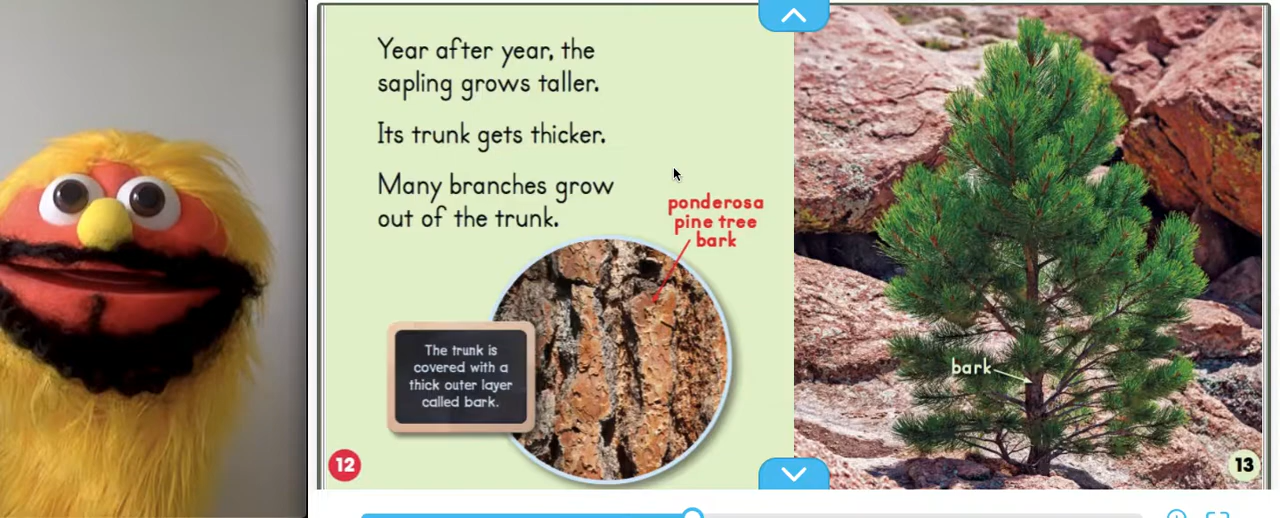 Year after year, the
sapling grows taller.
Its trunk gets thicker.
Many branches grow
out of the trunk.
ponderosa
pine tree
bark
The trunk is
covered with a
thick outer layer
called bark.
12
bark
13